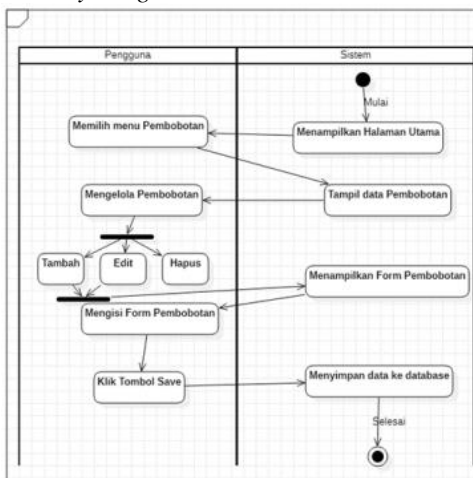 Pengguna
Sistem
Mulai
Memilih menu Pembobotan
Menampilkan Halaman Utama
Mengelola Pembobotan
Tampil data Pembobotan
Tambah
Edit
Hapus
Menampilkan Form Pembobotan
Mengisi Form Pembobotan
Klik Tombol Save
Menyimpan data ke database
Selesai